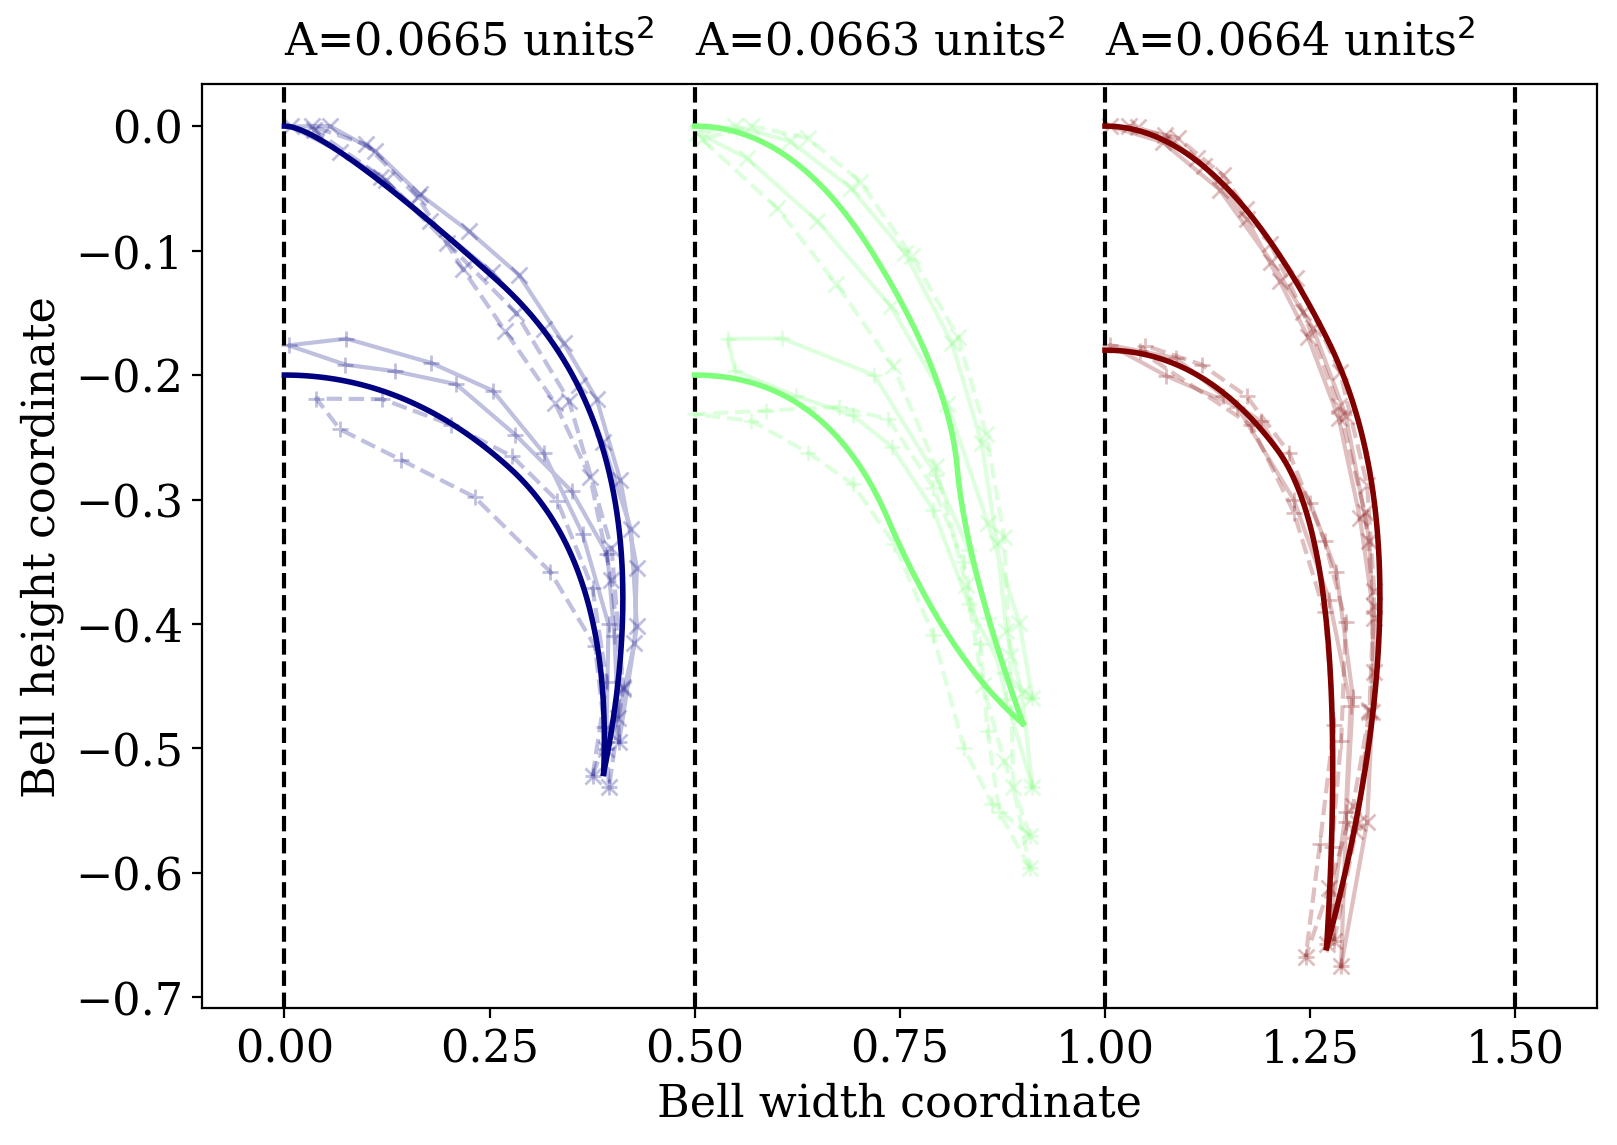 A=0.0665 units² A=0.0663 units² A=0.0664 units²
0.0
−0.1
−0.2
−0.3
−0.4
−0.5
−0.6
−0.7
Bell height coordinate
0.00 0.25 0.50 0.75 1.00 1.25 1.50
Bell width coordinate